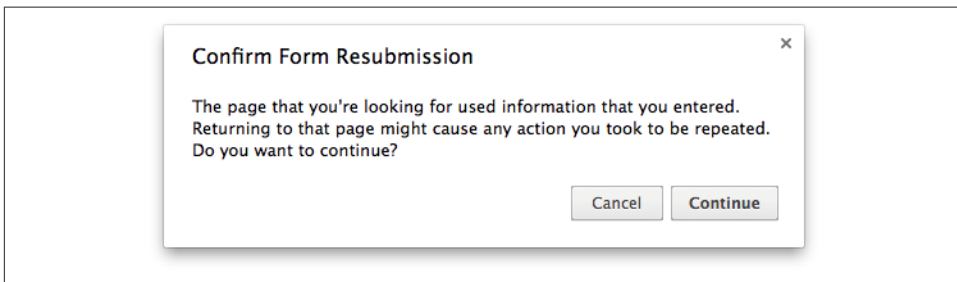 Confirm Form Resubmission
The page that you're looking for used information that you entered.
Returning to that page might cause any action you took to be repeated.
Do you want to continue?
Cancel Continue